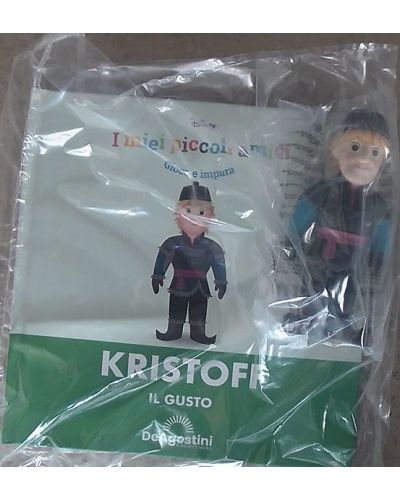 Disney
I miei piccoli amici
Gioca e impara
KRISTOFF
IL GUSTO
DeAgostini